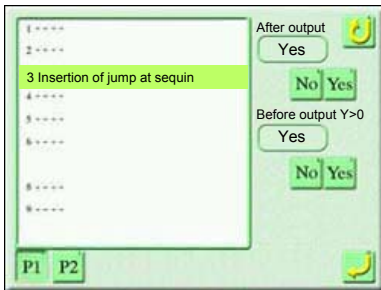 1 ----
2 ----
3 Insertion of jump at sequin
4 ----
5 ----
6 ----
8 ----
9 ----
P1 P2
After output
Yes
No Yes
Before output Y>0
Yes
No Yes